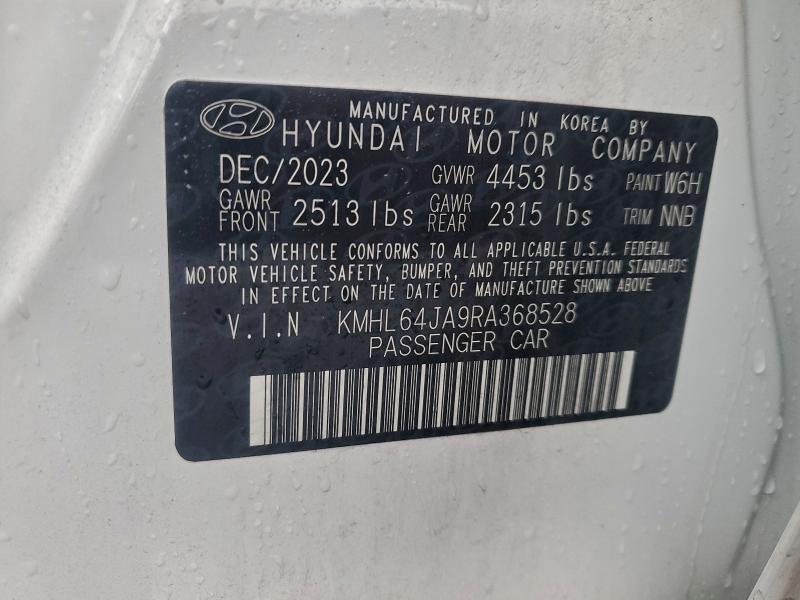 MANUFACTURED IN KOREA BY
HYUNDAI MOTOR COMPANY
DEC/2023 GVWR 4453 lbs PAINT W6H
GAWR FRONT 2513 lbs GAWR REAR 2315 lbs TRIM NNB
THIS VEHICLE CONFORMS TO ALL APPLICABLE U.S.A. FEDERAL
MOTOR VEHICLE SAFETY, BUMPER, AND THEFT PREVENTION STANDARDS
IN EFFECT ON THE DATE OF MANUFACTURE SHOWN ABOVE.
V.I.N KMHL64JA9RA368528
PASSENGER CAR